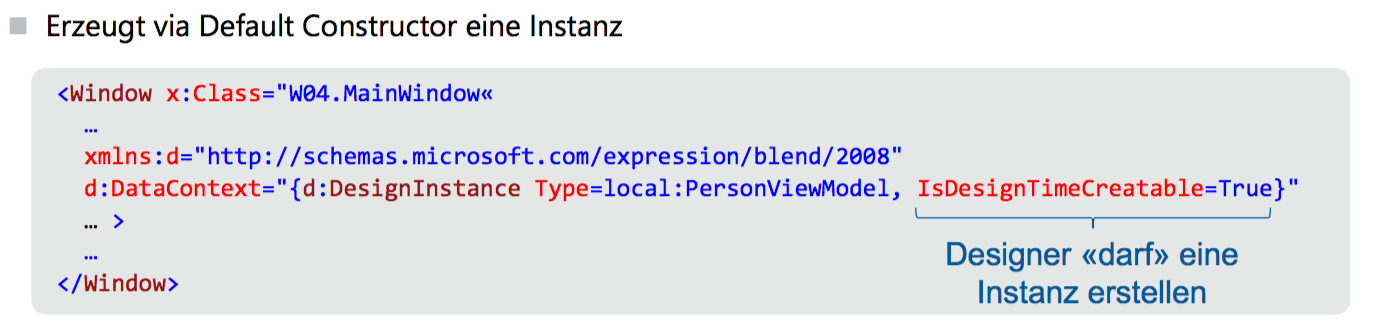 Erzeugt via Default Constructor eine Instanz
<Window x:Class="W04.MainWindow«
…
xmlns:d="http://schemas.microsoft.com/expression/blend/2008"
d:DataContext="{d:DesignInstance Type=local:PersonViewModel, IsDesignTimeCreatable=True}"
… >
…
</Window>
Designer «darf» eine
Instanz erstellen